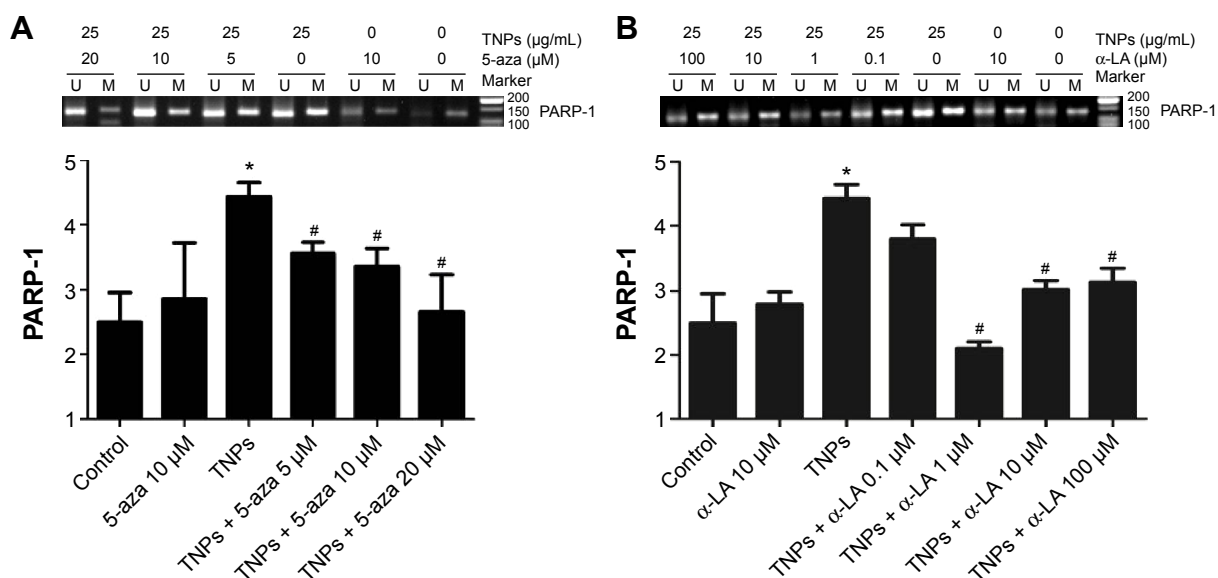 A
25 25 25 25 0 0 TNPs (µg/mL)
20 10 5 0 10 0 5-aza (µM)
U M U M U M U M U M U M Marker
200
150 PARP-1
100
5
4
3
2
1
PARP-1
*
#
#
#
Control
5-aza 10 µM
TNPs
TNPs + 5-aza 5 µM
TNPs + 5-aza 10 µM
TNPs + 5-aza 20 µM
B
25 25 25 25 25 0 0 TNPs (µg/mL)
100 10 1 0.1 0 10 0 α-LA (µM)
U M U M U M U M U M U M U M Marker
200
150 PARP-1
100
5
4
3
2
1
PARP-1
*
#
#
#
Control
α-LA 10 µM
TNPs
TNPs + α-LA 0.1 µM
TNPs + α-LA 1 µM
TNPs + α-LA 10 µM
TNPs + α-LA 100 µM